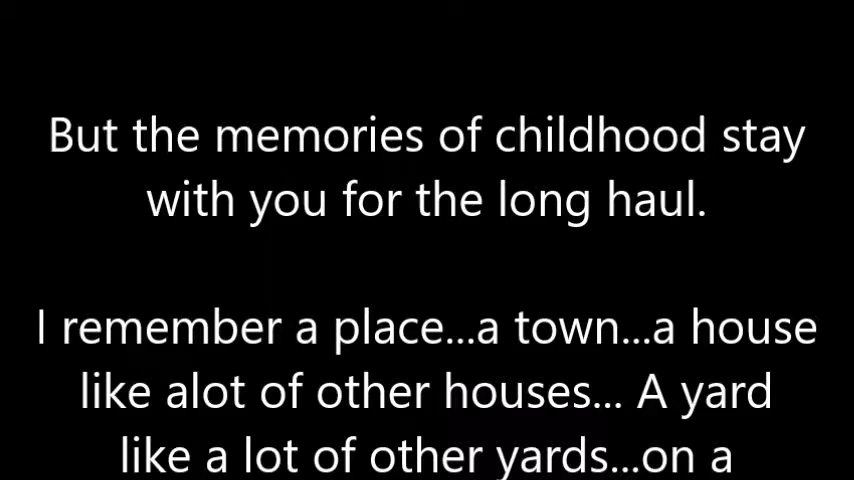 But the memories of childhood stay
with you for the long haul.
I remember a place...a town...a house
like alot of other houses... A yard
like a lot of other yards...on a